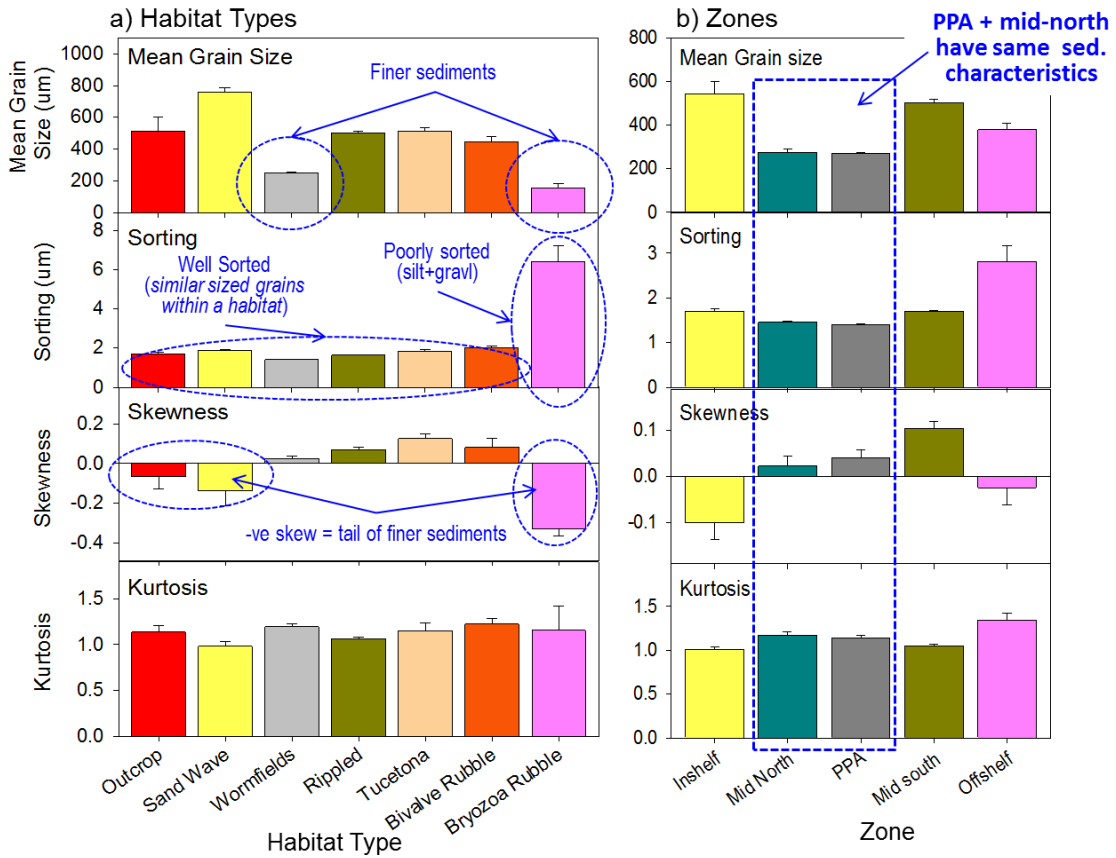 a) Habitat Types
Mean Grain Size
Finer sediments
Mean Grain
Size (um)
1000
800
600
400
200
0
Sorting
Well Sorted
(similar sized grains
within a habitat)
Poorly sorted
(silt+gravl)
Sorting (um)
8
6
4
2
0
Skewness
-ve skew = tail of finer sediments
Skewness
0.2
0.0
-0.2
-0.4
Kurtosis
Kurtosis
1.5
1.0
0.5
0.0
Outcrop
Sand Wave
Wormfields
Rippled
Tucetona
Bivalve Rubble
Bryozoa Rubble
Habitat Type
b) Zones
PPA + mid-north
have same sed.
characteristics
Mean Grain size
800
600
400
200
0
Sorting
3
2
1
0
Skewness
0.1
0.0
-0.1
Kurtosis
1.5
1.0
0.5
0.0
Inshelf
Mid North
PPA
Mid south
Offshelf
Zone